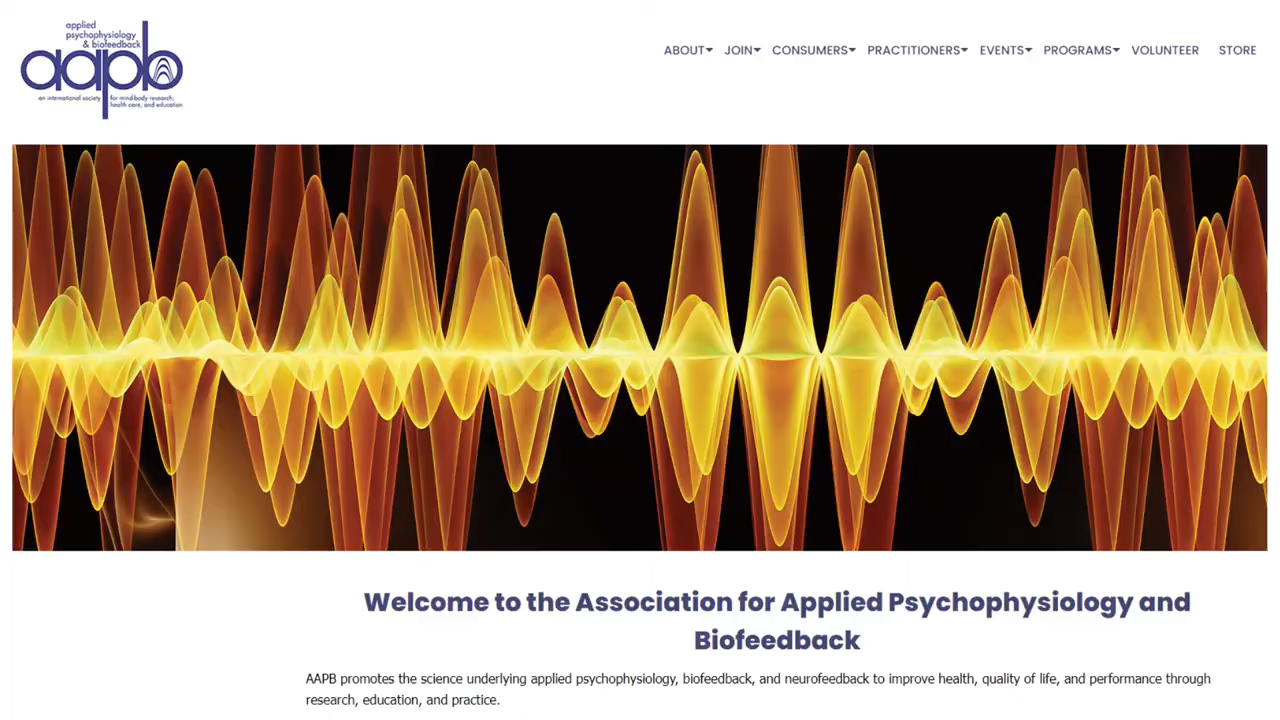 applied
psychophysiology
& biofeedback
aapb
an international society for mind-body research,
health care, and education
ABOUT JOIN CONSUMERS PRACTITIONERS EVENTS PROGRAMS VOLUNTEER STORE
Welcome to the Association for Applied Psychophysiology and
Biofeedback
AAPB promotes the science underlying applied psychophysiology, biofeedback, and neurofeedback to improve health, quality of life, and performance through
research, education, and practice.